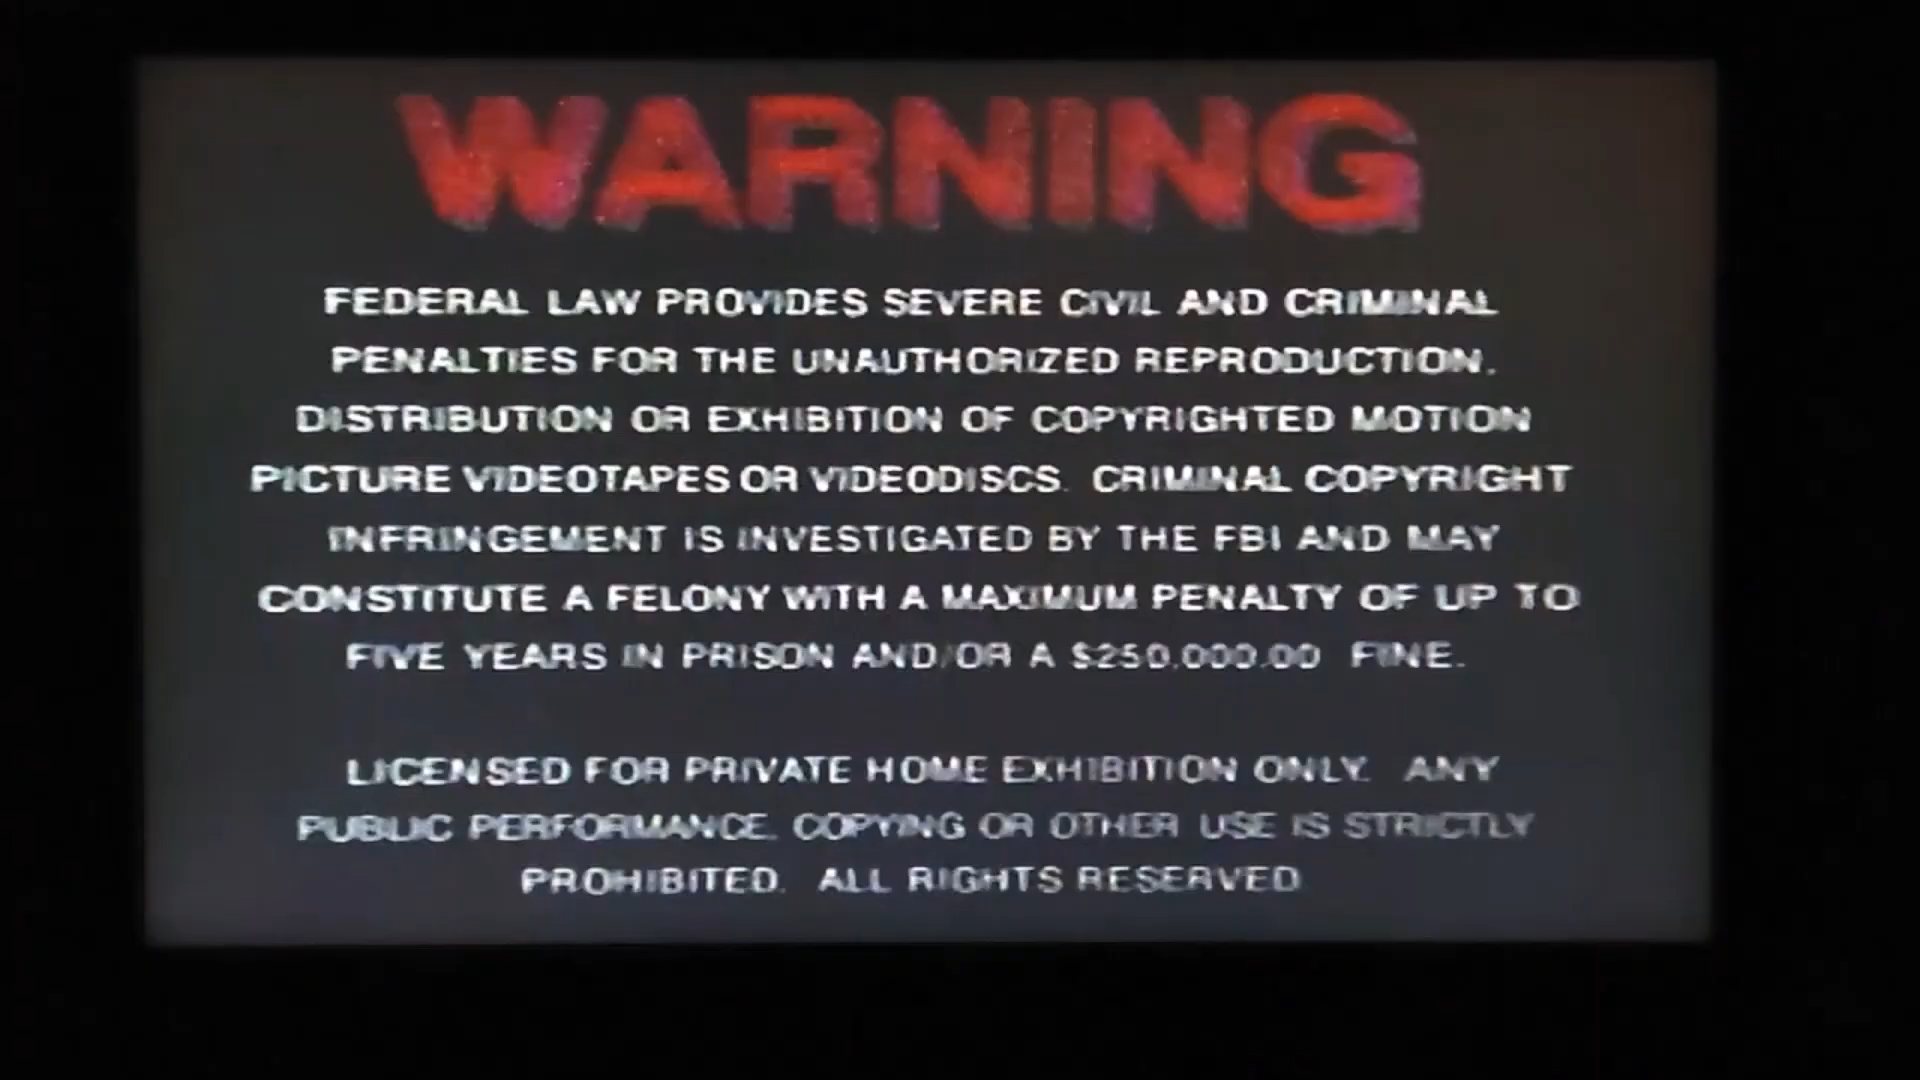 WARNING
FEDERAL LAW PROVIDES SEVERE CIVIL AND CRIMINAL
PENALTIES FOR THE UNAUTHORIZED REPRODUCTION,
DISTRIBUTION OR EXHIBITION OF COPYRIGHTED MOTION
PICTURE VIDEOTAPES OR VIDEODISCS. CRIMINAL COPYRIGHT
INFRINGEMENT IS INVESTIGATED BY THE FBI AND MAY
CONSTITUTE A FELONY WITH A MAXIMUM PENALTY OF UP TO
FIVE YEARS IN PRISON AND/OR A $250,000.00 FINE.
LICENSED FOR PRIVATE HOME EXHIBITION ONLY. ANY
PUBLIC PERFORMANCE, COPYING OR OTHER USE IS STRICTLY
PROHIBITED. ALL RIGHTS RESERVED.